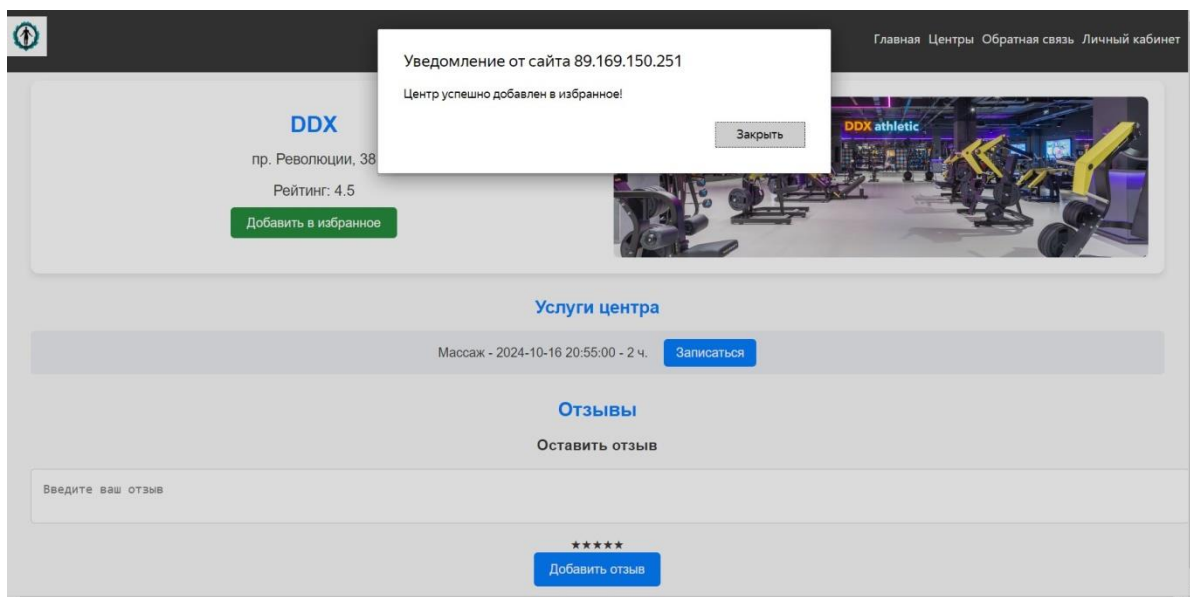 Главная Центры Обратная связь Личный кабинет
Уведомление от сайта 89.169.150.251
Центр успешно добавлен в избранное!
Закрыть
DDX
пр. Революции, 38
Рейтинг: 4.5
Добавить в избранное
DDX athletic
Услуги центра
Массаж - 2024-10-16 20:55:00 - 2 ч. Записаться
Отзывы
Оставить отзыв
Введите ваш отзыв
★★★★★
Добавить отзыв